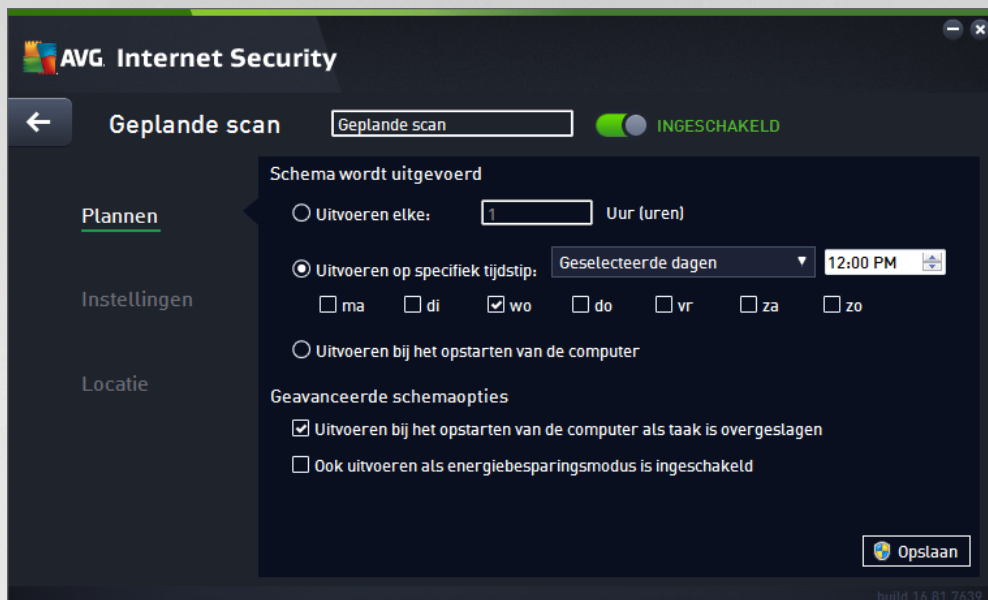 AVG. Internet Security
Geplande scan
Geplande scan
INGESCHAKELD
Schema wordt uitgevoerd
Plannen
Uitvoeren elke:
1
Uur (uren)
Uitvoeren op specifiek tijdstip:
Geselecteerde dagen
12:00 PM
Instellingen
ma
di
wo
do
vr
za
zo
Uitvoeren bij het opstarten van de computer
Locatie
Geavanceerde schemaopties
Uitvoeren bij het opstarten van de computer als taak is overgeslagen
Ook uitvoeren als energiebesparingsmodus is ingeschakeld
Opslaan
build 16.81.7639